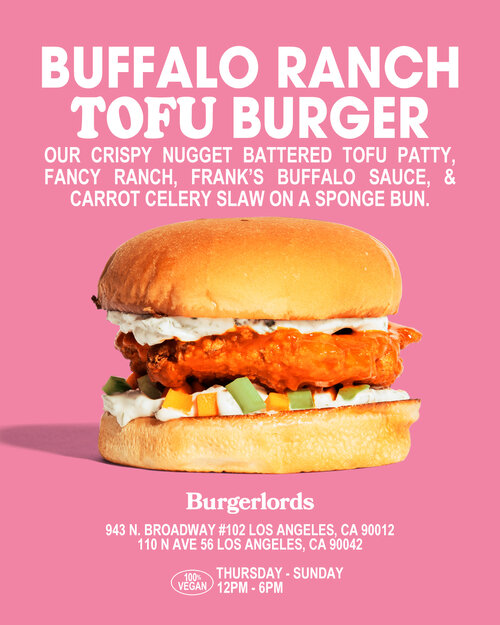 BUFFALO RANCH
TOFU BURGER
OUR CRISPY NUGGET BATTERED TOFU PATTY,
FANCY RANCH, FRANK'S BUFFALO SAUCE, &
CARROT CELERY SLAW ON A SPONGE BUN.
Burgerlords
943 N. BROADWAY #102 LOS ANGELES, CA 90012
110 N AVE 56 LOS ANGELES, CA 90042
100%
VEGAN
THURSDAY - SUNDAY
12PM - 6PM